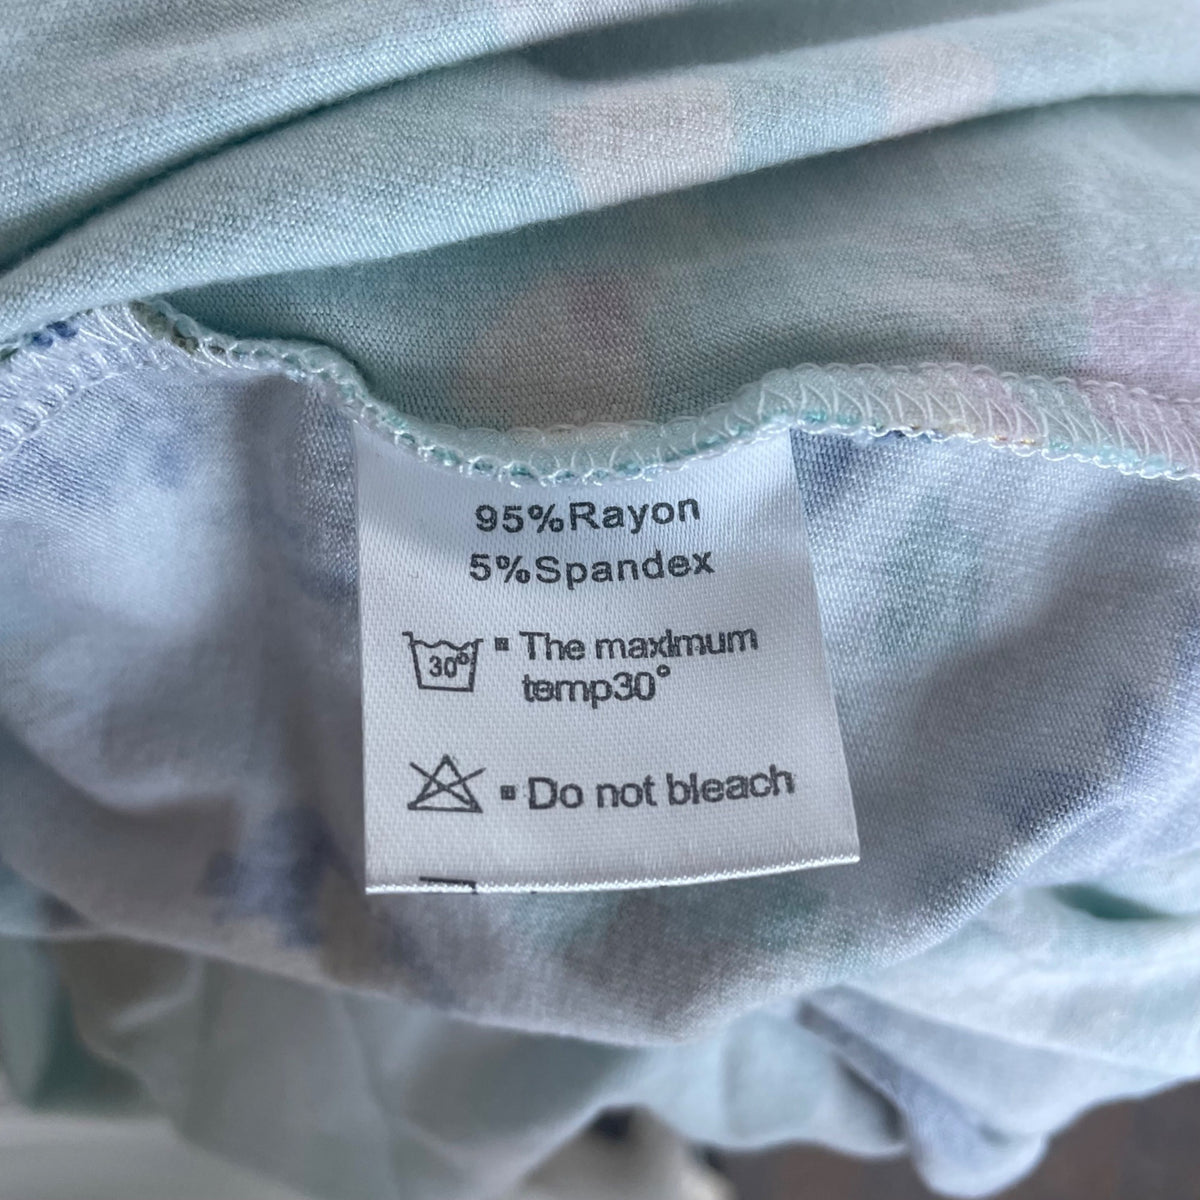 95%Rayon
5%Spandex
30° ▪ The maximum
temp30°
▪ Do not bleach